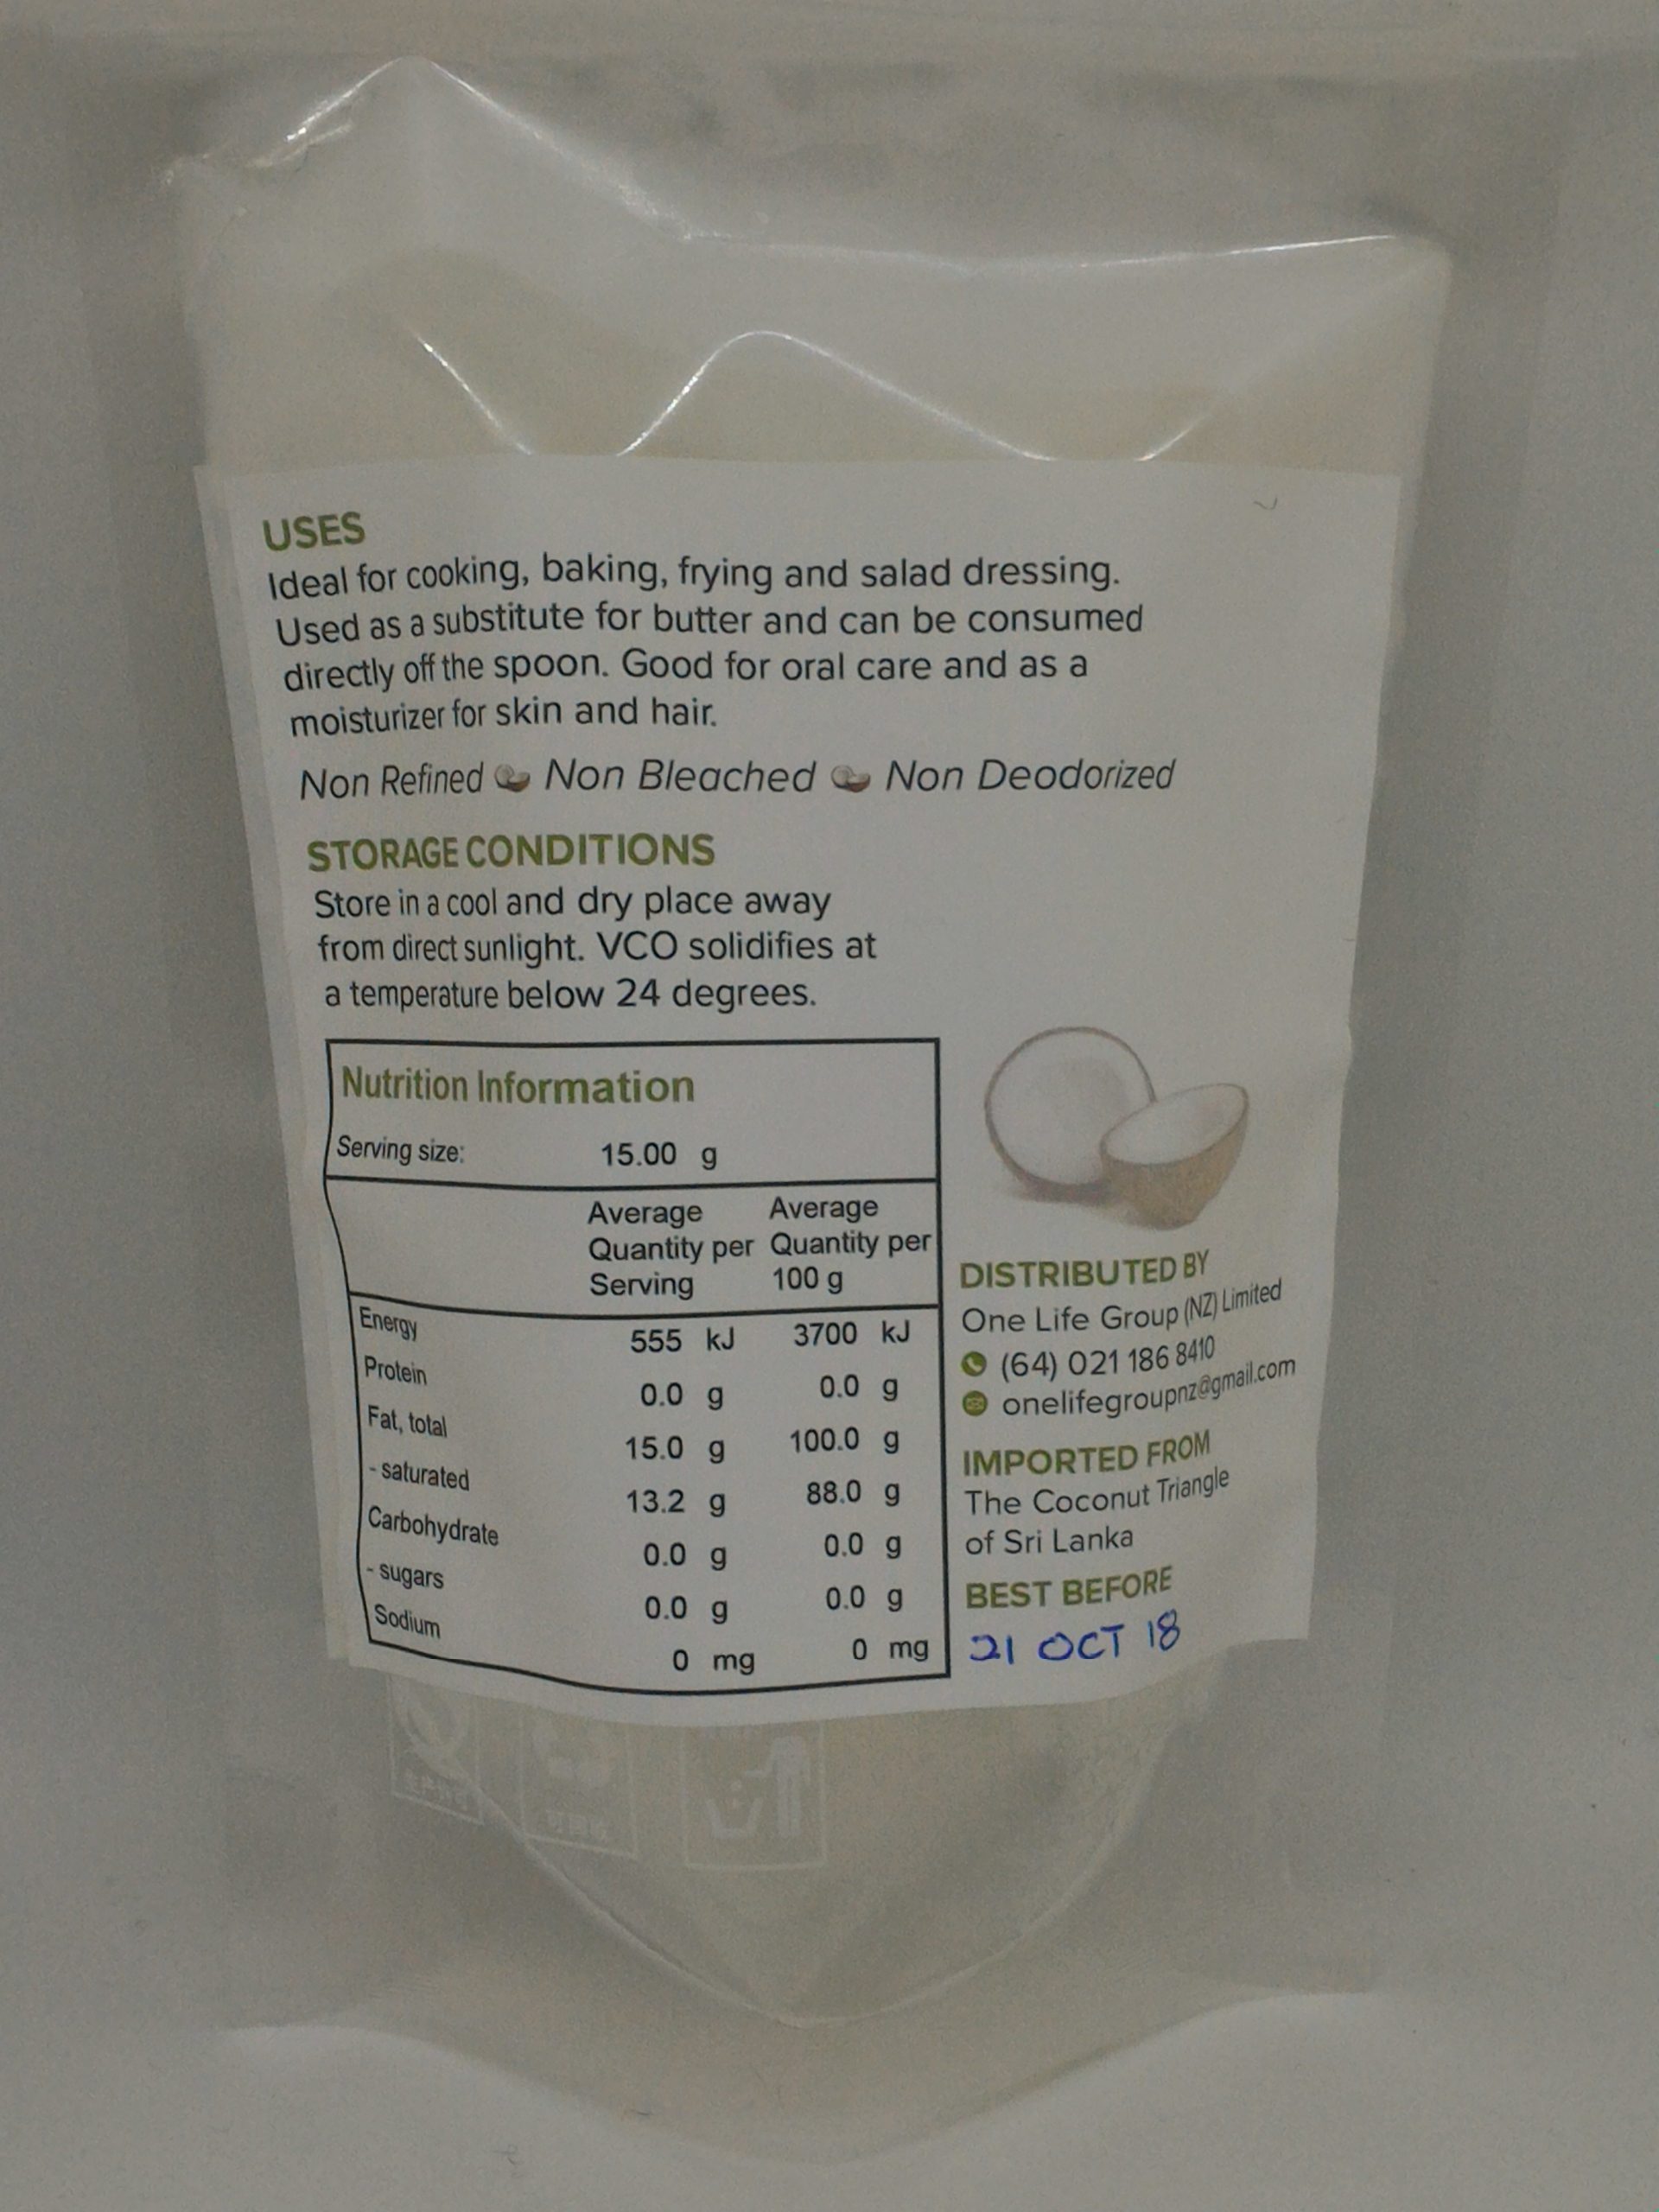 USES
Ideal for cooking, baking, frying and salad dressing.
Used as a substitute for butter and can be consumed
directly off the spoon. Good for oral care and as a
moisturizer for skin and hair.
Non Refined Non Bleached Non Deodorized
STORAGE CONDITIONS
Store in a cool and dry place away
from direct sunlight. VCO solidifies at
a temperature below 24 degrees.
Nutrition Information
Serving size: 15.00 g
Average Average
Quantity per Quantity per
Serving 100 g
Energy 555 kJ 3700 kJ
Protein 0.0 g 0.0 g
Fat, total 15.0 g 100.0 g
- saturated 13.2 g 88.0 g
Carbohydrate 0.0 g 0.0 g
- sugars 0.0 g 0.0 g
Sodium 0 mg 0 mg
DISTRIBUTED BY
One Life Group (NZ) Limited
(64) 021 186 8410
onelifegroupnz@gmail.com
IMPORTED FROM
The Coconut Triangle
of Sri Lanka
BEST BEFORE
21 OCT 18